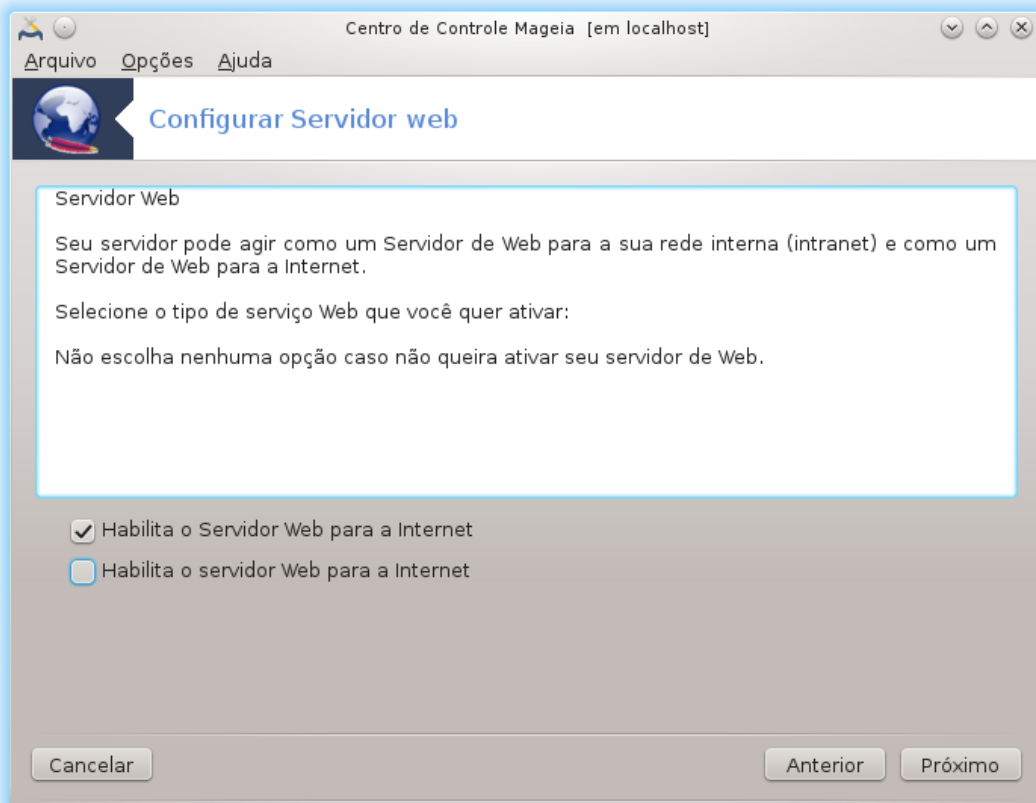 Centro de Controle Mageia [em localhost]
Arquivo Opções Ajuda
Configurar Servidor web
Servidor Web
Seu servidor pode agir como um Servidor de Web para a sua rede interna (intranet) e como um
Servidor de Web para a Internet.
Selecione o tipo de serviço Web que você quer ativar:
Não escolha nenhuma opção caso não queira ativar seu servidor de Web.
Habilita o Servidor Web para a Internet
Habilita o servidor Web para a Internet
Cancelar Anterior Próximo